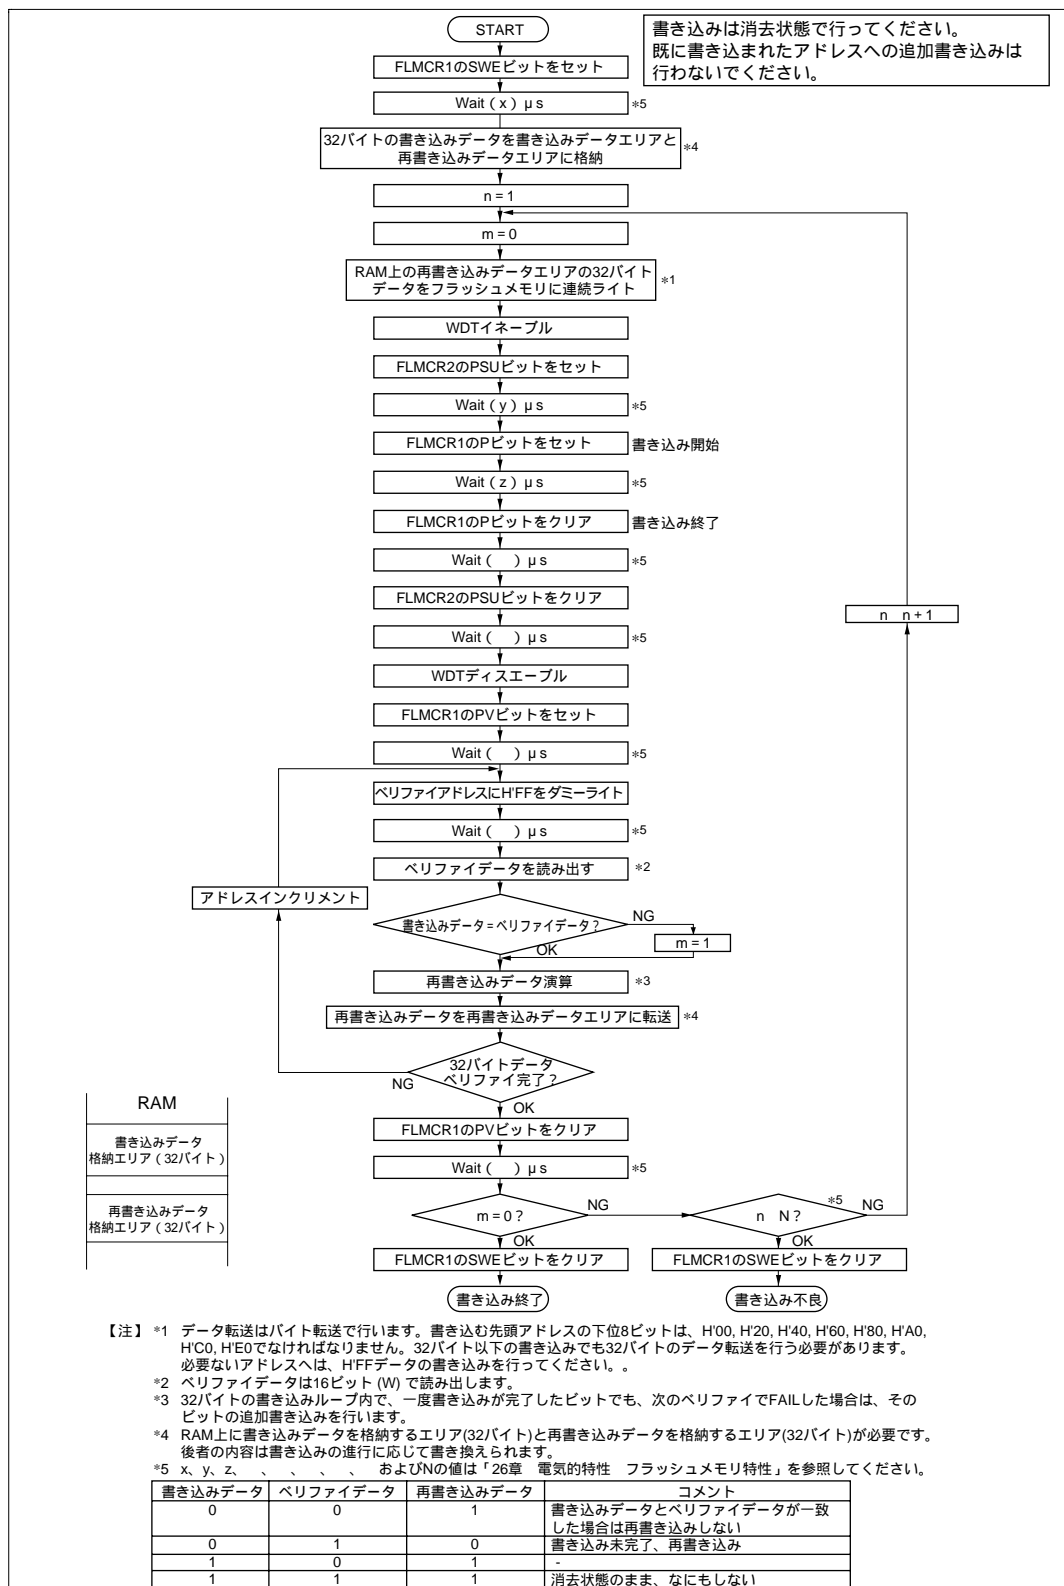 START
書き込みは消去状態で行ってください。
既に書き込まれたアドレスへの追加書き込みは
行わないでください。
FLMCR1のSWEビットをセット
Wait ( x ) μs *5
32バイトの書き込みデータを書き込みデータエリアと
再書き込みデータエリアに格納 *4
n = 1
m = 0
RAM上の再書き込みデータエリアの32バイト
データをフラッシュメモリに連続ライト *1
WDTイネーブル
FLMCR2のPSUビットをセット
Wait ( y ) μs *5
FLMCR1のPビットをセット 書き込み開始
Wait ( z ) μs *5
FLMCR1のPビットをクリア 書き込み終了
Wait ( ) μs *5
FLMCR2のPSUビットをクリア
n n + 1
Wait ( ) μs *5
WDTディスエーブル
FLMCR1のPVビットをセット
Wait ( ) μs *5
ベリファイアドレスにH'FFをダミーライト
Wait ( ) μs *5
ベリファイデータを読み出す *2
アドレスインクリメント
書き込みデータ = ベリファイデータ ? NG
m = 1
OK
再書き込みデータ演算 *3
再書き込みデータを再書き込みデータエリアに転送 *4
32バイトデータ
ベリファイ完了 ?
NG
OK
RAM
FLMCR1のPVビットをクリア
書き込みデータ
格納エリア ( 32バイト )
Wait ( ) μs *5
再書き込みデータ
格納エリア ( 32バイト )
m = 0 ? NG
n N ? *5 NG
OK OK
FLMCR1のSWEビットをクリア FLMCR1のSWEビットをクリア
書き込み終了 書き込み不良
【注】 *1 データ転送はバイト転送で行います。書き込む先頭アドレスの下位8ビットは、H'00, H'20, H'40, H'60, H'80, H'A0,
H'C0, H'E0でなければなりません。32バイト以下の書き込みでも32バイトのデータ転送を行う必要があります。
必要ないアドレスへは、H'FFデータの書き込みを行ってください。。
*2 ベリファイデータは16ビット (W) で読み出します。
*3 32バイトの書き込みループ内で、一度書き込みが完了したビットでも、次のベリファイでFAILした場合は、その
ビットの追加書き込みを行います。
*4 RAM上に書き込みデータを格納するエリア(32バイト)と再書き込みデータを格納するエリア(32バイト)が必要です。
後者の内容は書き込みの進行に応じて書き換えられます。
*5 x、y、z、 、 、 、 、 およびNの値は「26章 電気的特性 フラッシュメモリ特性」を参照してください。
書き込みデータ ベリファイデータ 再書き込みデータ コメント
0 0 1 書き込みデータとベリファイデータが一致
した場合は再書き込みしない
0 1 0 書き込み未完了、再書き込み
1 0 1 -
1 1 1 消去状態のまま、なにもしない